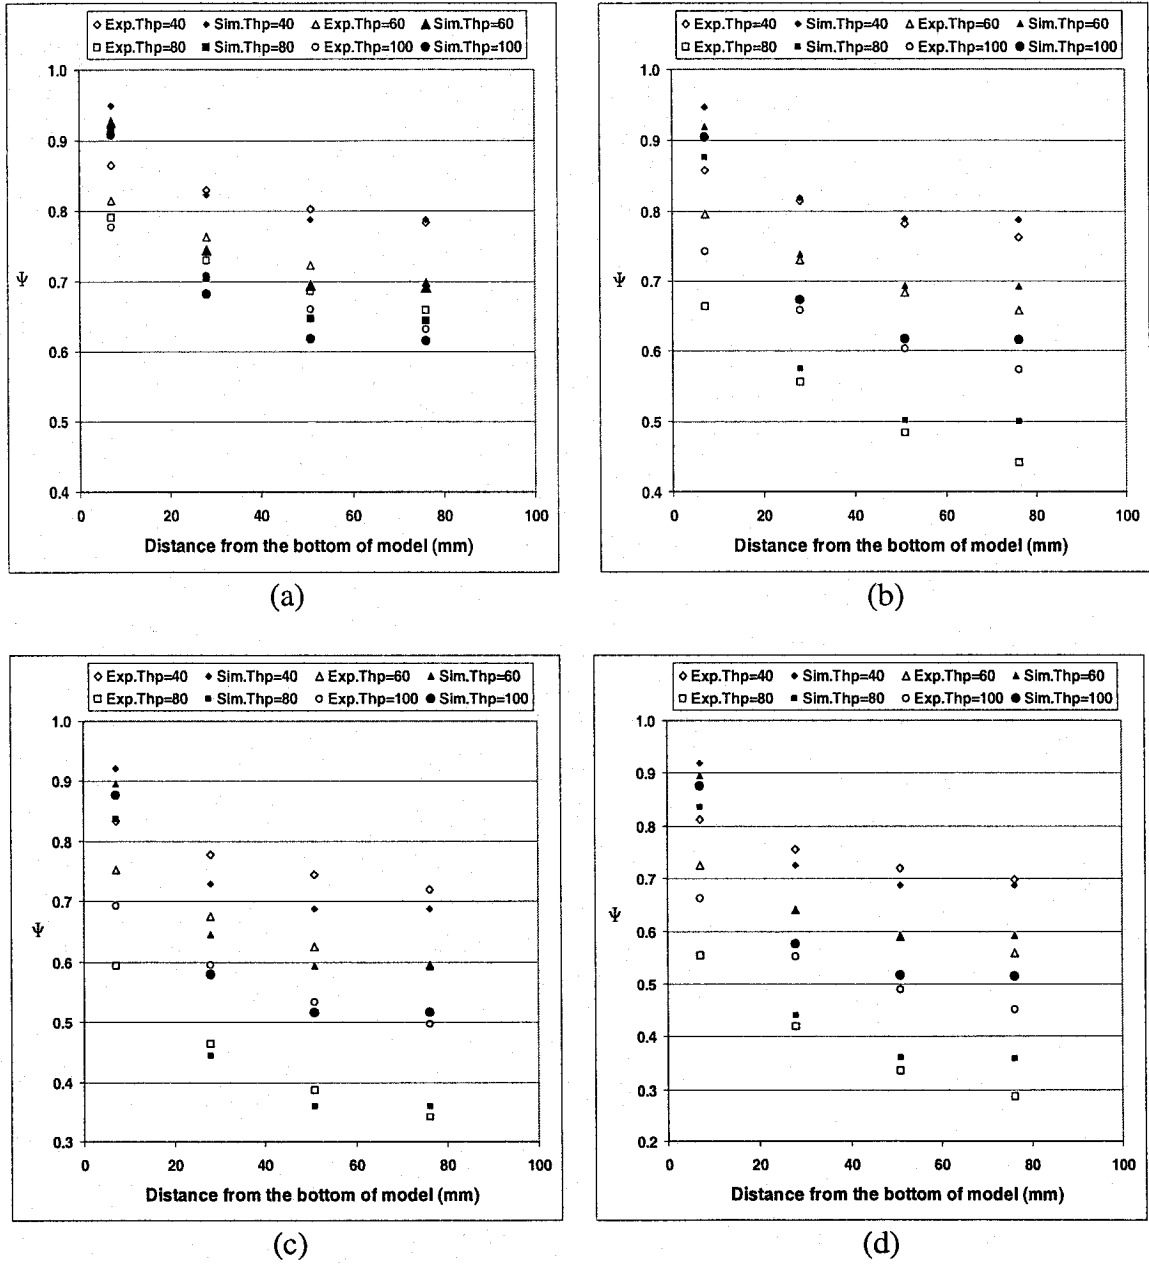 Exp.Thp=40 Sim.Thp=40 Exp.Thp=60 Sim.Thp=60
Exp.Thp=80 Sim.Thp=80 Exp.Thp=100 Sim.Thp=100
1.0
0.9
0.8
0.7
0.6
0.5
0.4
Ψ
0 20 40 60 80 100
Distance from the bottom of model (mm)
(a)
Exp.Thp=40 Sim.Thp=40 Exp.Thp=60 Sim.Thp=60
Exp.Thp=80 Sim.Thp=80 Exp.Thp=100 Sim.Thp=100
1.0
0.9
0.8
0.7
0.6
0.5
0.4
Ψ
0 20 40 60 80 100
Distance from the bottom of model (mm)
(b)
Exp.Thp=40 Sim.Thp=40 Exp.Thp=60 Sim.Thp=60
Exp.Thp=80 Sim.Thp=80 Exp.Thp=100 Sim.Thp=100
1.0
0.9
0.8
0.7
0.6
0.5
0.4
0.3
Ψ
0 20 40 60 80 100
Distance from the bottom of model (mm)
(c)
Exp.Thp=40 Sim.Thp=40 Exp.Thp=60 Sim.Thp=60
Exp.Thp=80 Sim.Thp=80 Exp.Thp=100 Sim.Thp=100
1.0
0.9
0.8
0.7
0.6
0.5
0.4
0.3
0.2
Ψ
0 20 40 60 80 100
Distance from the bottom of model (mm)
(d)